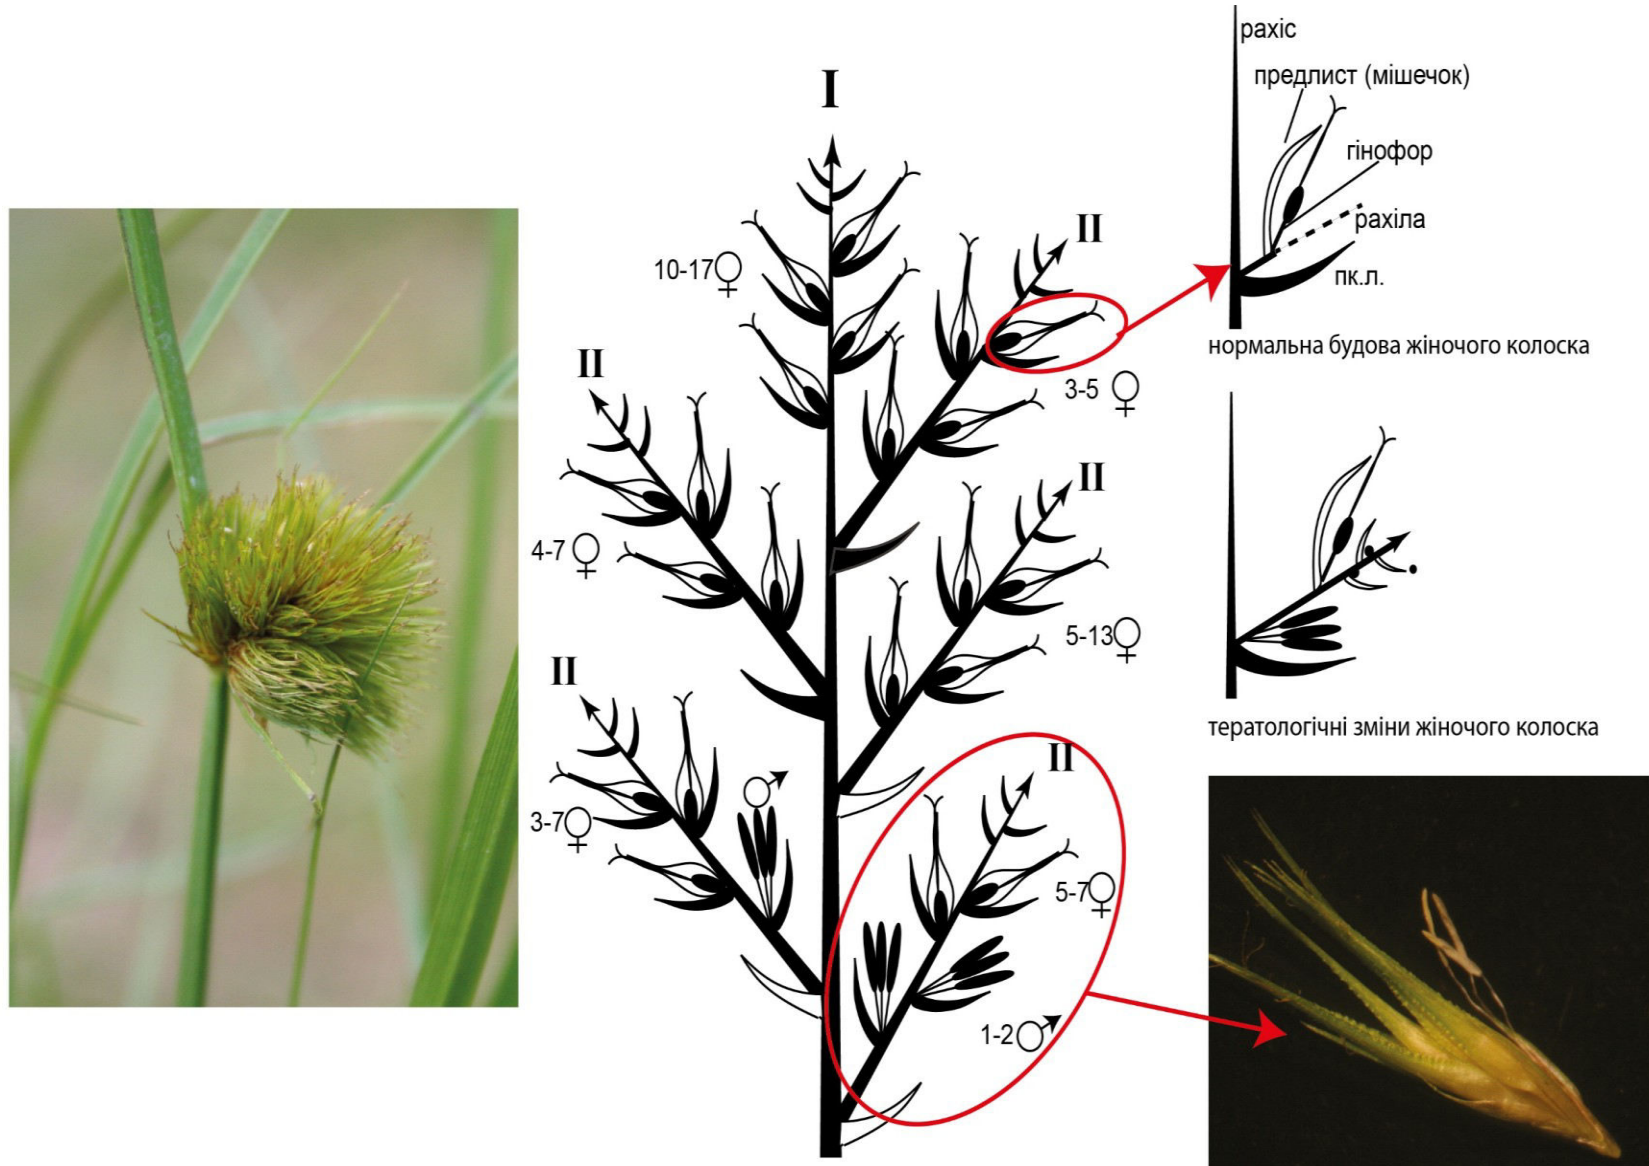 I
10-17♀
II
3-5 ♀
II
4-7♀
II
5-13♀
II
3-7♀
♂
II
5-7♀
1-2♂
рахіс
предлист (мішечок)
гінофор
рахіла
пк.л.
нормальна будова жіночого колоска
тератологічні зміни жіночого колоска